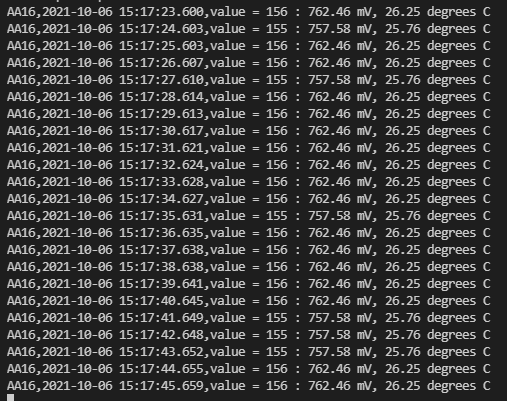 AA16,2021-10-06 15:17:23.600,value = 156 : 762.46 mV, 26.25 degrees C
AA16,2021-10-06 15:17:24.603,value = 155 : 757.58 mV, 25.76 degrees C
AA16,2021-10-06 15:17:25.603,value = 156 : 762.46 mV, 26.25 degrees C
AA16,2021-10-06 15:17:26.607,value = 156 : 762.46 mV, 26.25 degrees C
AA16,2021-10-06 15:17:27.610,value = 155 : 757.58 mV, 25.76 degrees C
AA16,2021-10-06 15:17:28.614,value = 156 : 762.46 mV, 26.25 degrees C
AA16,2021-10-06 15:17:29.613,value = 156 : 762.46 mV, 26.25 degrees C
AA16,2021-10-06 15:17:30.617,value = 156 : 762.46 mV, 26.25 degrees C
AA16,2021-10-06 15:17:31.621,value = 156 : 762.46 mV, 26.25 degrees C
AA16,2021-10-06 15:17:32.624,value = 156 : 762.46 mV, 26.25 degrees C
AA16,2021-10-06 15:17:33.628,value = 156 : 762.46 mV, 26.25 degrees C
AA16,2021-10-06 15:17:34.627,value = 156 : 762.46 mV, 26.25 degrees C
AA16,2021-10-06 15:17:35.631,value = 155 : 757.58 mV, 25.76 degrees C
AA16,2021-10-06 15:17:36.635,value = 156 : 762.46 mV, 26.25 degrees C
AA16,2021-10-06 15:17:37.638,value = 156 : 762.46 mV, 26.25 degrees C
AA16,2021-10-06 15:17:38.638,value = 156 : 762.46 mV, 26.25 degrees C
AA16,2021-10-06 15:17:39.641,value = 156 : 762.46 mV, 26.25 degrees C
AA16,2021-10-06 15:17:40.645,value = 156 : 762.46 mV, 26.25 degrees C
AA16,2021-10-06 15:17:41.649,value = 155 : 757.58 mV, 25.76 degrees C
AA16,2021-10-06 15:17:42.648,value = 155 : 757.58 mV, 25.76 degrees C
AA16,2021-10-06 15:17:43.652,value = 155 : 757.58 mV, 25.76 degrees C
AA16,2021-10-06 15:17:44.655,value = 156 : 762.46 mV, 26.25 degrees C
AA16,2021-10-06 15:17:45.659,value = 156 : 762.46 mV, 26.25 degrees C